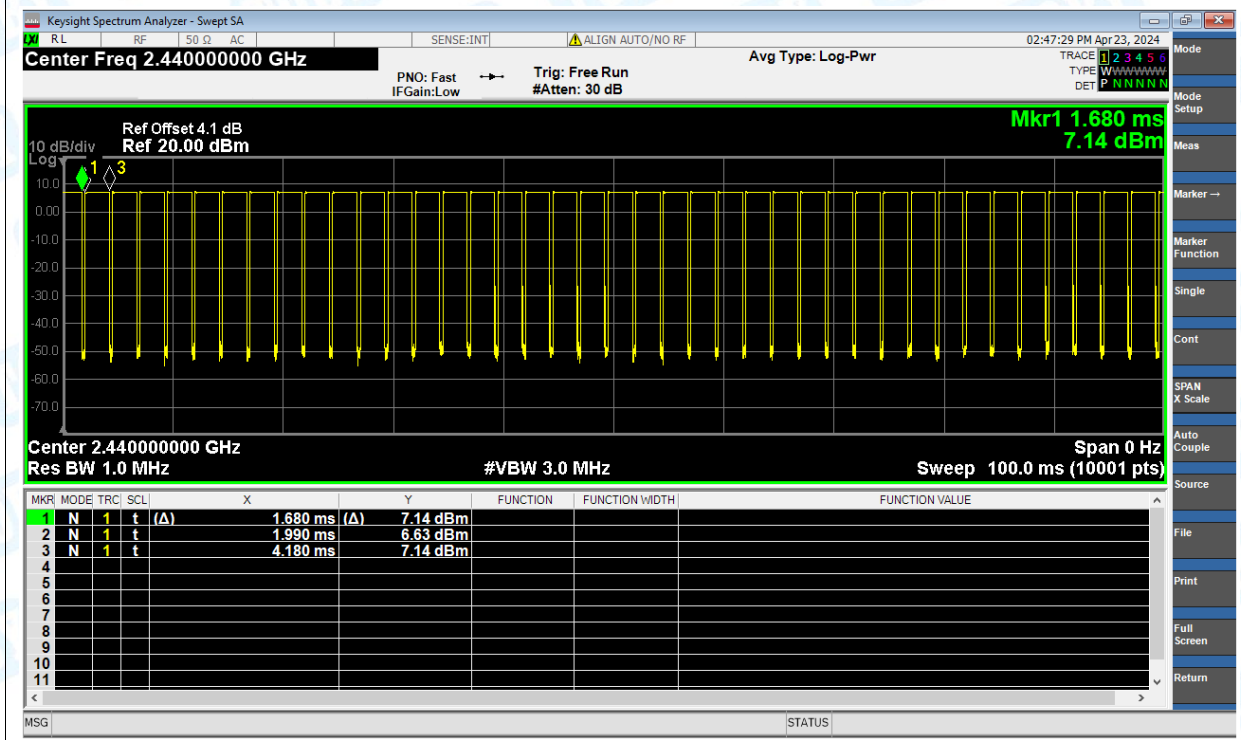 Keysight Spectrum Analyzer - Swept SA
LXI RL RF 50 Ω AC SENSE:INT ALIGN AUTO/NO RF 02:47:29 PM Apr 23, 2024
Center Freq 2.440000000 GHz
PNO: Fast
IFGain:Low
Trig: Free Run
#Atten: 30 dB
Avg Type: Log-Pwr
TRACE 1 2 3 4 5 6
TYPE WWWWWW
DET P N N N N N
Mkr1 1.680 ms
7.14 dBm
Ref Offset 4.1 dB
10 dB/div Ref 20.00 dBm
Log
1 3
10.0
0.00
-10.0
-20.0
-30.0
-40.0
-50.0
-60.0
-70.0
Center 2.440000000 GHz Span 0 Hz
Res BW 1.0 MHz #VBW 3.0 MHz Sweep 100.0 ms (10001 pts)
MKR MODE TRC SCL X Y FUNCTION FUNCTION WIDTH FUNCTION VALUE
1 N 1 t (Δ) 1.680 ms (Δ) 7.14 dBm
2 N 1 t 1.990 ms 6.63 dBm
3 N 1 t 4.180 ms 7.14 dBm
4
5
6
7
8
9
10
11
MSG STATUS
Mode
Mode
Setup
Meas
Marker →
Marker
Function
Single
Cont
SPAN
X Scale
Auto
Couple
Source
File
Print
Full
Screen
Return